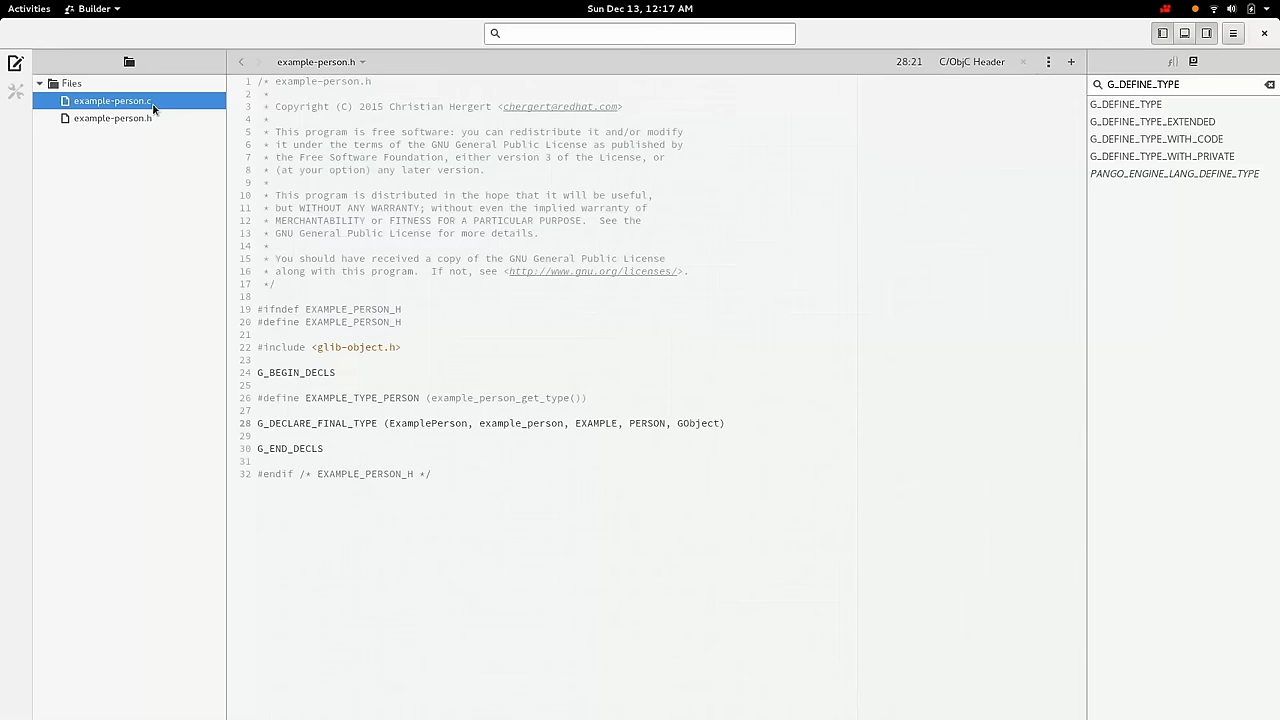 Activities Builder Sun Dec 13, 12:17 AM
example-person.h 28:21 C/ObjC Header
Files
example-person.c
example-person.h
1 /* example-person.h
2 *
3 * Copyright (C) 2015 Christian Hergert <chergert@redhat.com>
4 *
5 * This program is free software: you can redistribute it and/or modify
6 * it under the terms of the GNU General Public License as published by
7 * the Free Software Foundation, either version 3 of the License, or
8 * (at your option) any later version.
9 *
10 * This program is distributed in the hope that it will be useful,
11 * but WITHOUT ANY WARRANTY; without even the implied warranty of
12 * MERCHANTABILITY or FITNESS FOR A PARTICULAR PURPOSE.  See the
13 * GNU General Public License for more details.
14 *
15 * You should have received a copy of the GNU General Public License
16 * along with this program.  If not, see <http://www.gnu.org/licenses/>.
17 */
18
19 #ifndef EXAMPLE_PERSON_H
20 #define EXAMPLE_PERSON_H
21
22 #include <glib-object.h>
23
24 G_BEGIN_DECLS
25
26 #define EXAMPLE_TYPE_PERSON (example_person_get_type())
27
28 G_DECLARE_FINAL_TYPE (ExamplePerson, example_person, EXAMPLE, PERSON, GObject)
29
30 G_END_DECLS
31
32 #endif /* EXAMPLE_PERSON_H */
G_DEFINE_TYPE
G_DEFINE_TYPE
G_DEFINE_TYPE_EXTENDED
G_DEFINE_TYPE_WITH_CODE
G_DEFINE_TYPE_WITH_PRIVATE
PANGO_ENGINE_LANG_DEFINE_TYPE